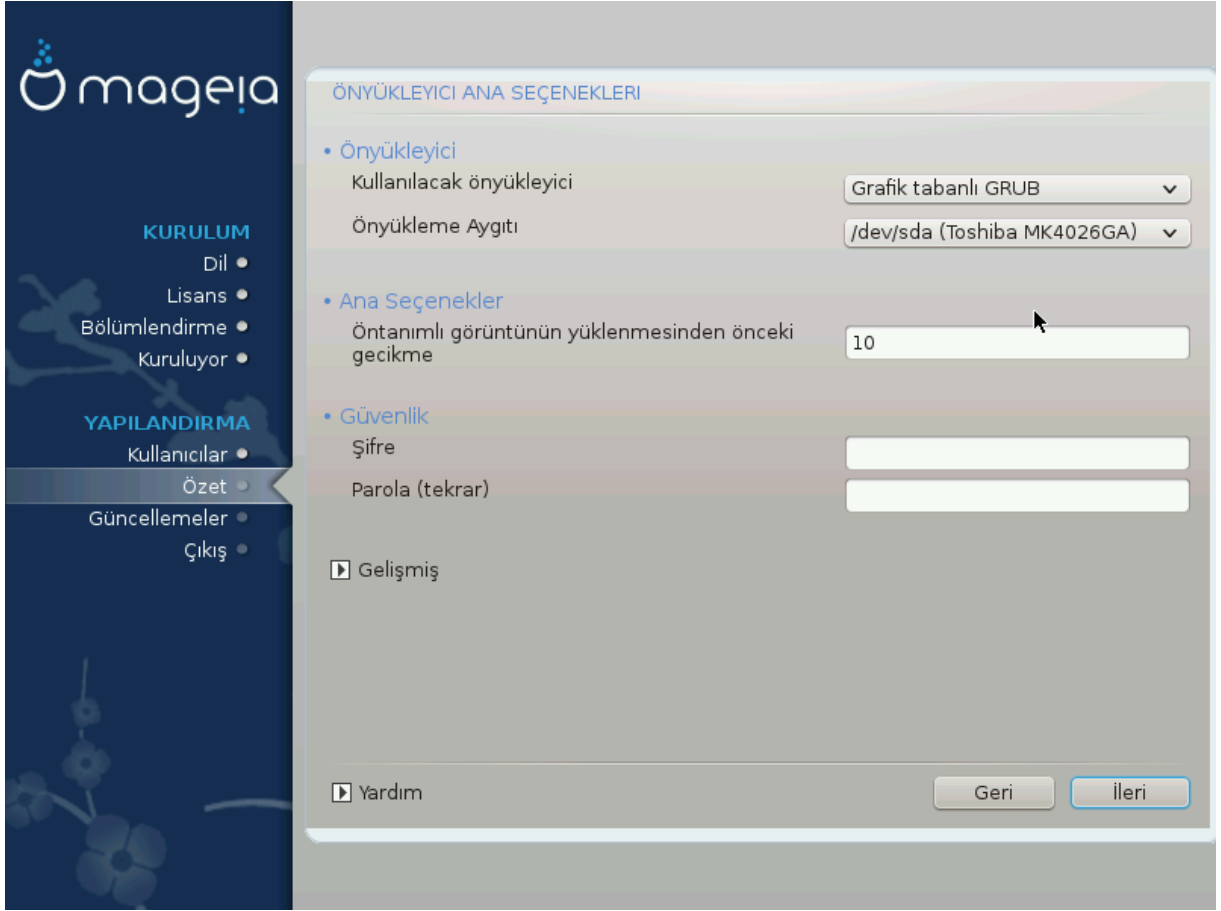 mageia
KURULUM
Dil
Lisans
Bölümlendirme
Kuruluyor
YAPILANDIRMA
Kullanıcılar
Özet
Güncellemeler
Çıkış
ÖNYÜKLEYICI ANA SEÇENEKLERI
• Önyükleyici
Kullanılacak önyükleyici
Grafik tabanlı GRUB
Önyükleme Aygıtı
/dev/sda (Toshiba MK4026GA)
• Ana Seçenekler
Öntanımlı görüntünün yüklenmesinden önceki
gecikme
10
• Güvenlik
Şifre
Parola (tekrar)
Gelişmiş
Yardım
Geri
İleri